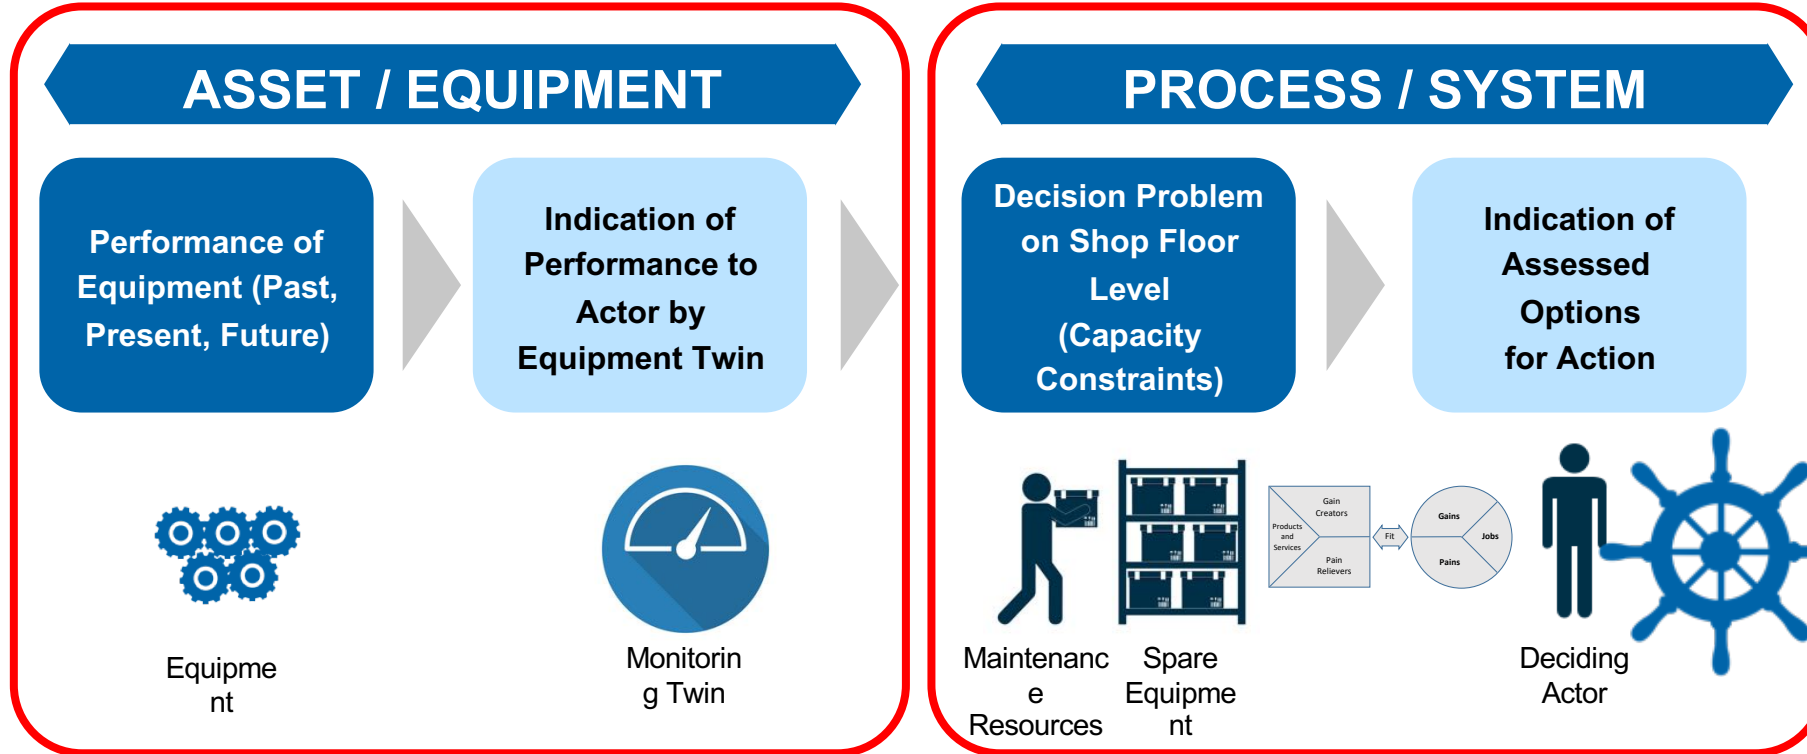 ASSET / EQUIPMENT
Performance of
Equipment (Past,
Present, Future)
Indication of
Performance to
Actor by
Equipment Twin
Equipme
nt
Monitorin
g Twin
PROCESS / SYSTEM
Decision Problem
on Shop Floor
Level
(Capacity
Constraints)
Indication of
Assessed
Options
for Action
Gain
Creators
Products
and
Services
Pain
Relievers
Fit
Gains
Jobs
Pains
Maintenanc
e
Resources
Spare
Equipme
nt
Deciding
Actor